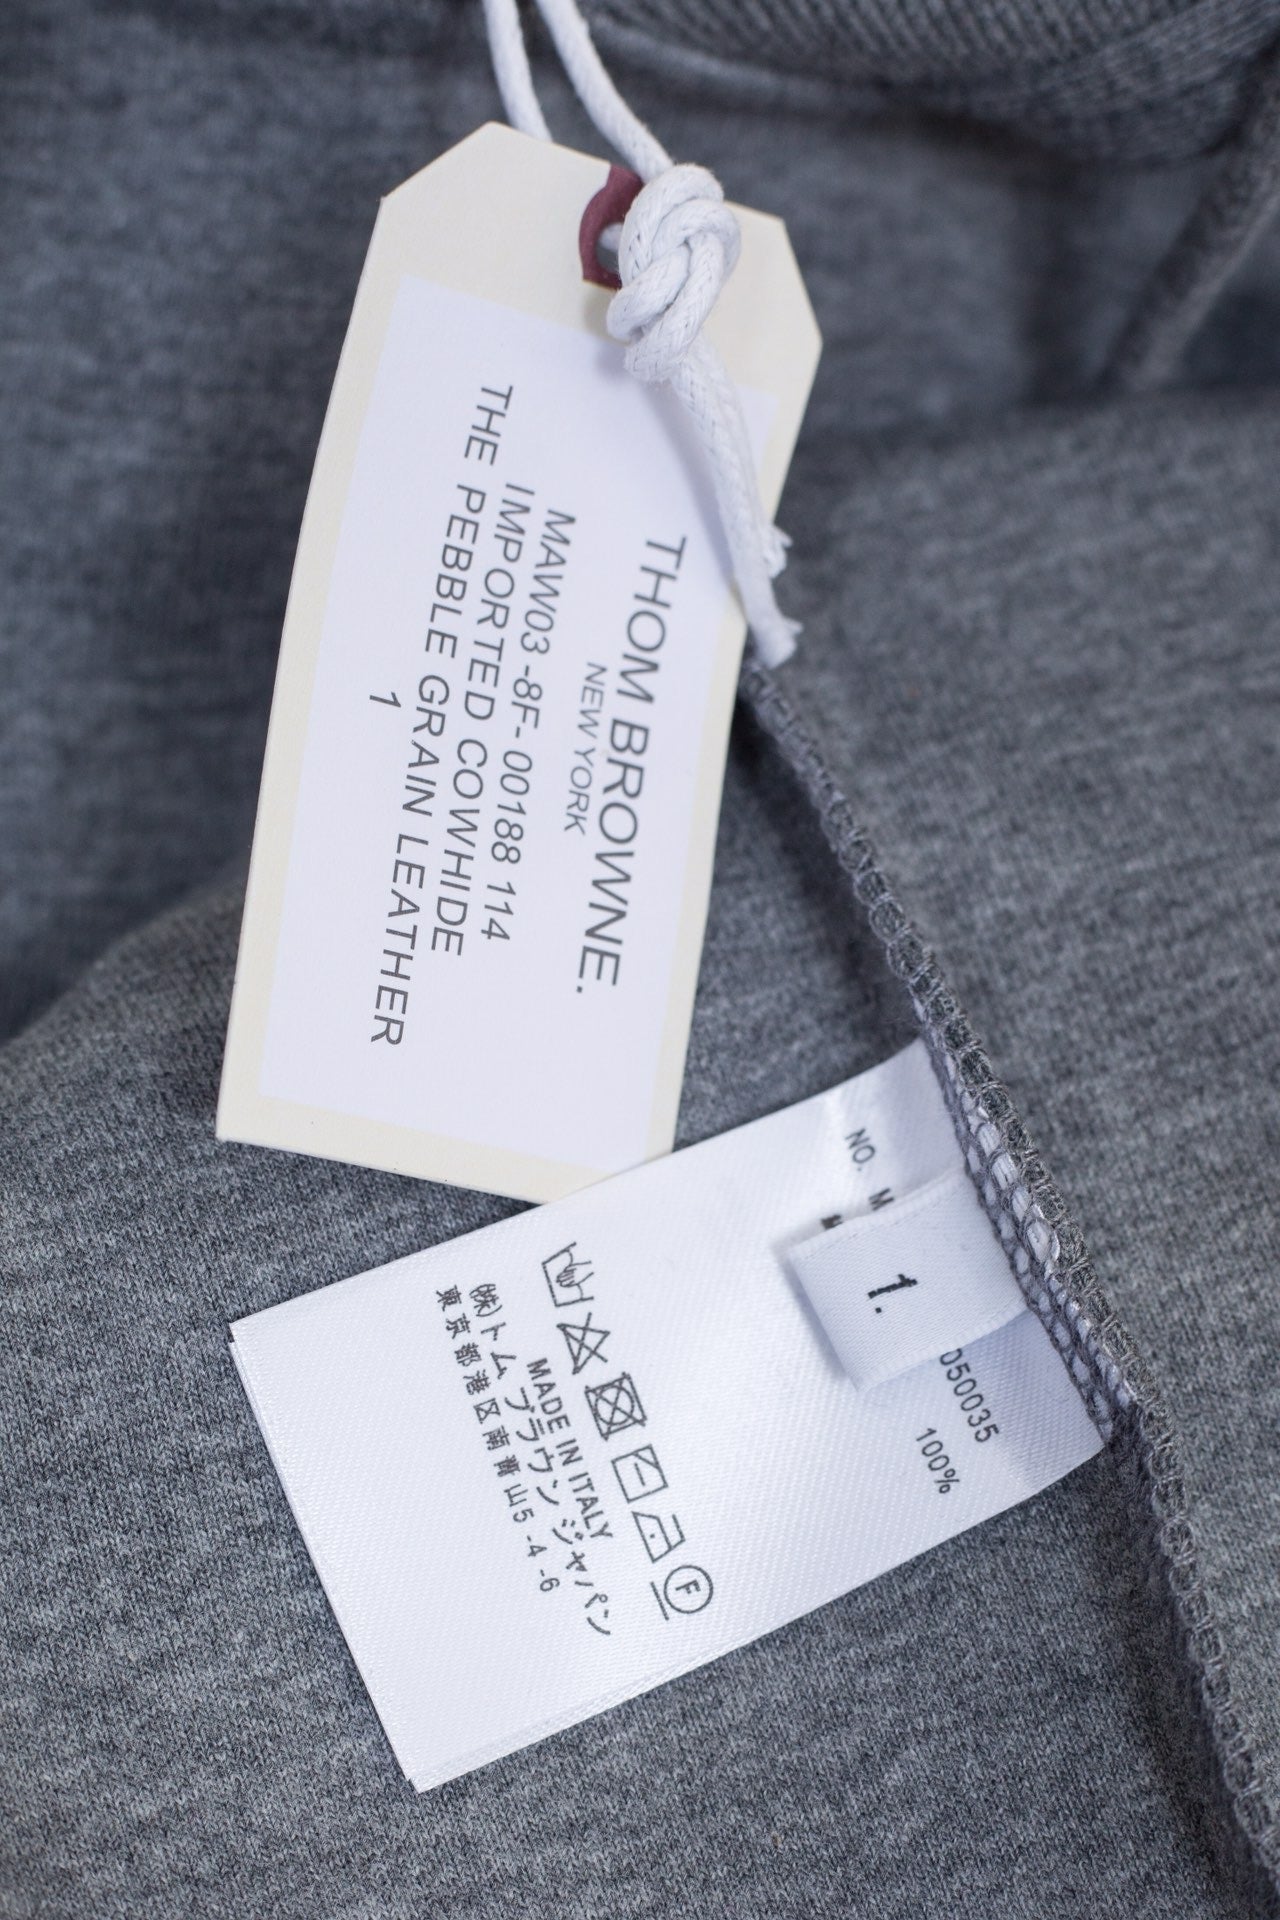 THOM BROWNE.
NEW YORK
MAW03-8F-00188 114
IMPORTED COWHIDE
THE PEBBLE GRAIN LEATHER
1
NO. M
1.
050035
100%
F
MADE IN ITALY
(株)トム ブラウン ジャパン
東京都港区南青山5-4-6